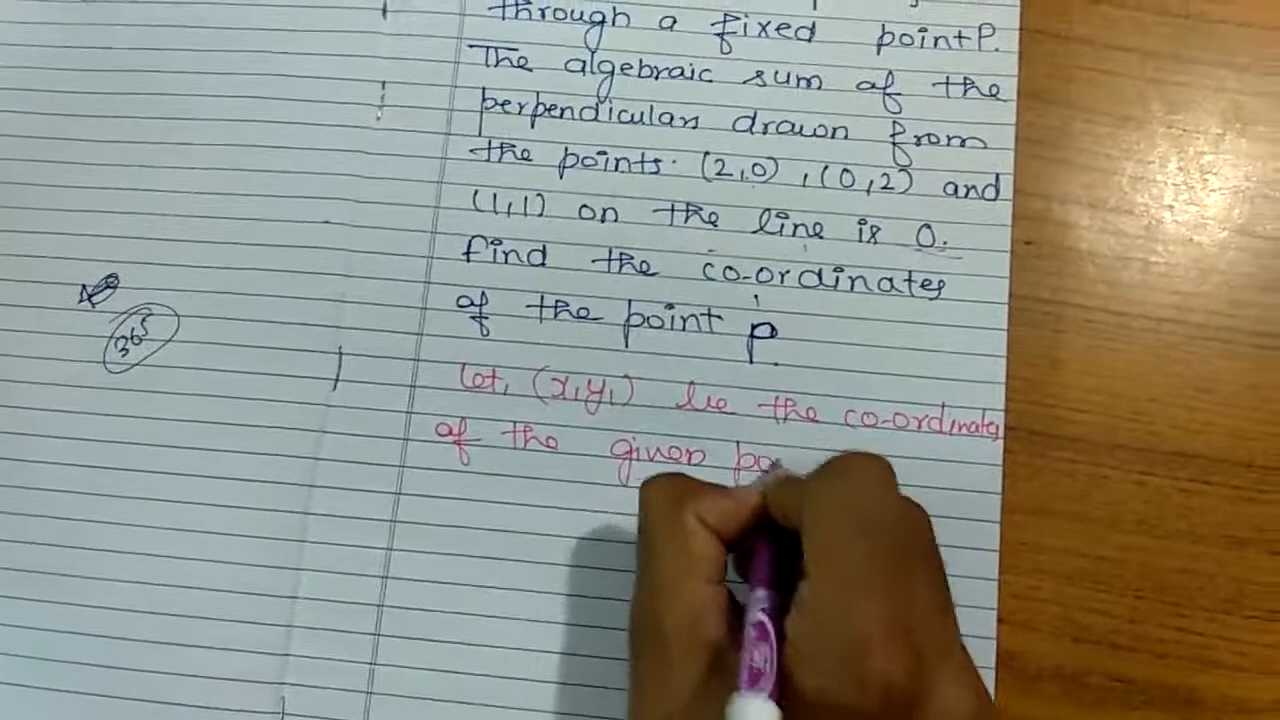 through a fixed point P.
The algebraic sum of the
perpendiculars drawn from
the points (2,0), (0,2) and
(1,1) on the line is 0.
find the co-ordinates
of the point P.
Let, (x₁y₁) be the co-ordinates
of the given po
365